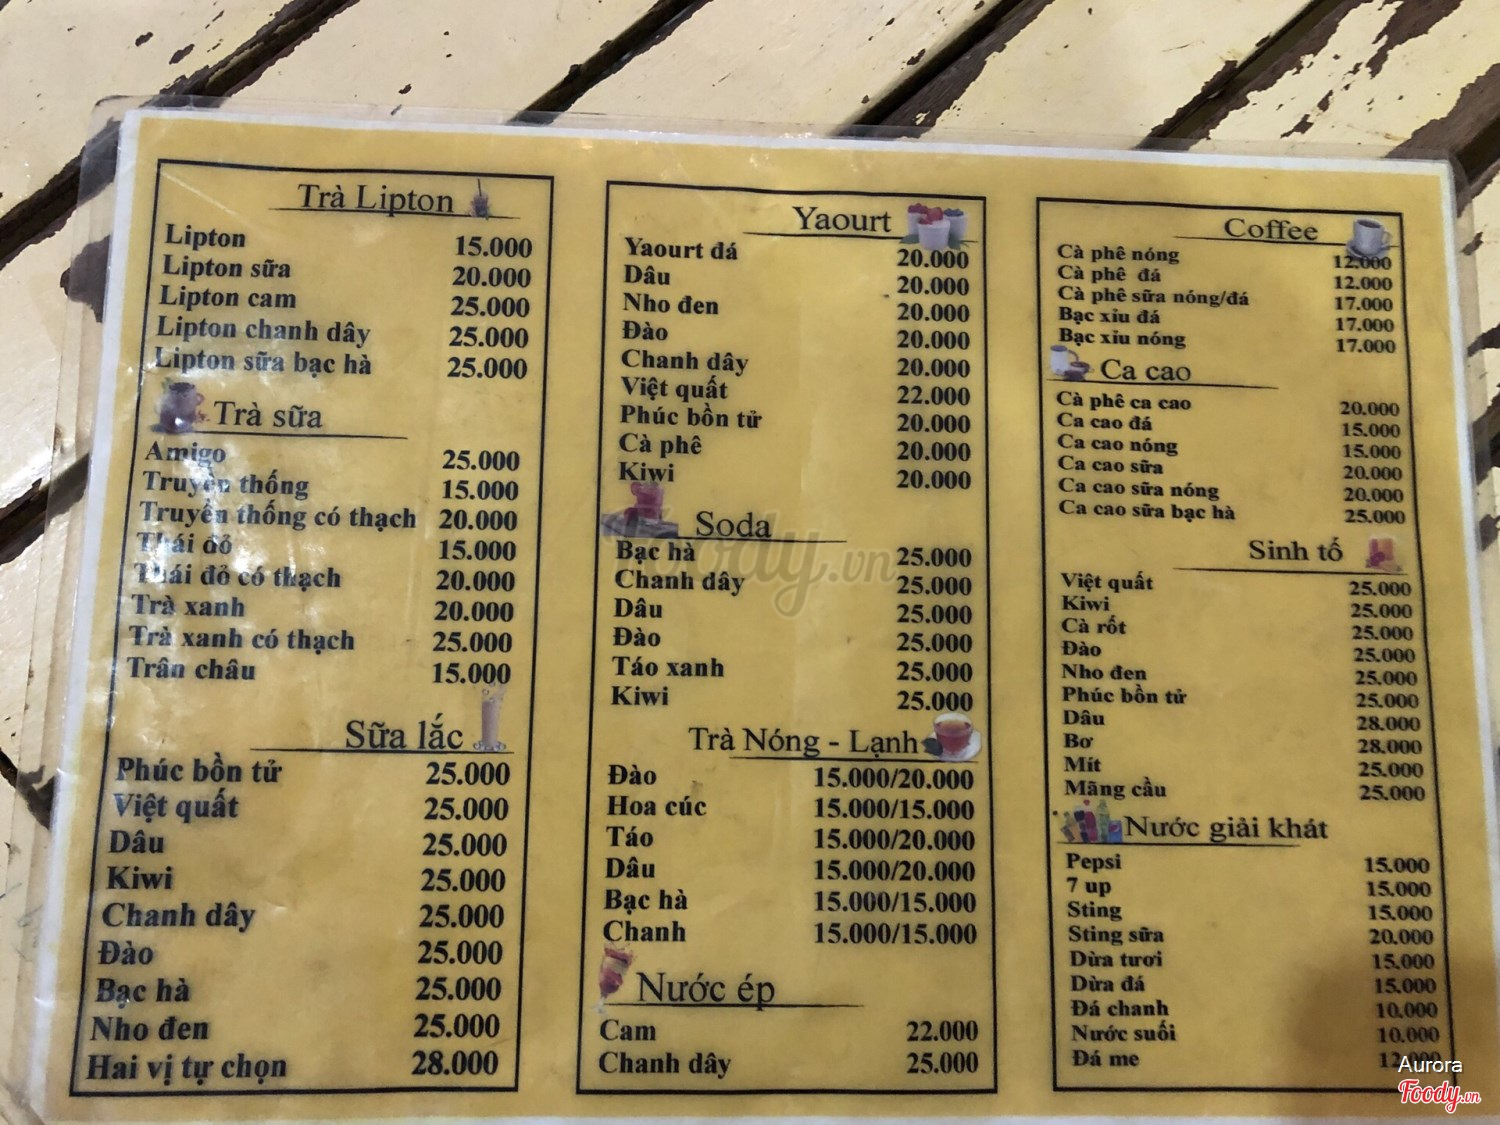 Trà Lipton
Lipton 15.000
Lipton sữa 20.000
Lipton cam 25.000
Lipton chanh dây 25.000
Lipton sữa bạc hà 25.000
Trà sữa
Amigo 25.000
Truyền thống 15.000
Truyền thống có thạch 20.000
Thái đỏ 15.000
Thái đỏ có thạch 20.000
Trà xanh 20.000
Trà xanh có thạch 25.000
Trân châu 15.000
Sữa lắc
Phúc bồn tử 25.000
Việt quất 25.000
Dâu 25.000
Kiwi 25.000
Chanh dây 25.000
Đào 25.000
Bạc hà 25.000
Nho đen 25.000
Hai vị tự chọn 28.000
Yaourt
Yaourt đá 20.000
Dâu 20.000
Nho đen 20.000
Đào 20.000
Chanh dây 20.000
Việt quất 22.000
Phúc bồn tử 20.000
Cà phê 20.000
Kiwi 20.000
Soda
Bạc hà 25.000
Chanh dây 25.000
Dâu 25.000
Đào 25.000
Táo xanh 25.000
Kiwi 25.000
Trà Nóng - Lạnh
Đào 15.000/20.000
Hoa cúc 15.000/15.000
Táo 15.000/20.000
Dâu 15.000/20.000
Bạc hà 15.000/15.000
Chanh 15.000/15.000
Nước ép
Cam 22.000
Chanh dây 25.000
Coffee
Cà phê nóng 12.000
Cà phê đá 12.000
Cà phê sữa nóng/đá 17.000
Bạc xỉu đá 17.000
Bạc xỉu nóng 17.000
Ca cao
Cà phê ca cao 20.000
Ca cao đá 15.000
Ca cao nóng 15.000
Ca cao sữa 20.000
Ca cao sữa nóng 20.000
Ca cao sữa bạc hà 25.000
Sinh tố
Việt quất 25.000
Kiwi 25.000
Cà rốt 25.000
Đào 25.000
Nho đen 25.000
Phúc bồn tử 25.000
Dâu 28.000
Bơ 28.000
Mít 25.000
Mãng cầu 25.000
Nước giải khát
Pepsi 15.000
7 up 15.000
Sting 15.000
Sting sữa 20.000
Dừa tươi 15.000
Dừa đá 15.000
Đá chanh 10.000
Nước suối 10.000
Đá me 12.000
Foody.vn
Aurora
Foody.vn